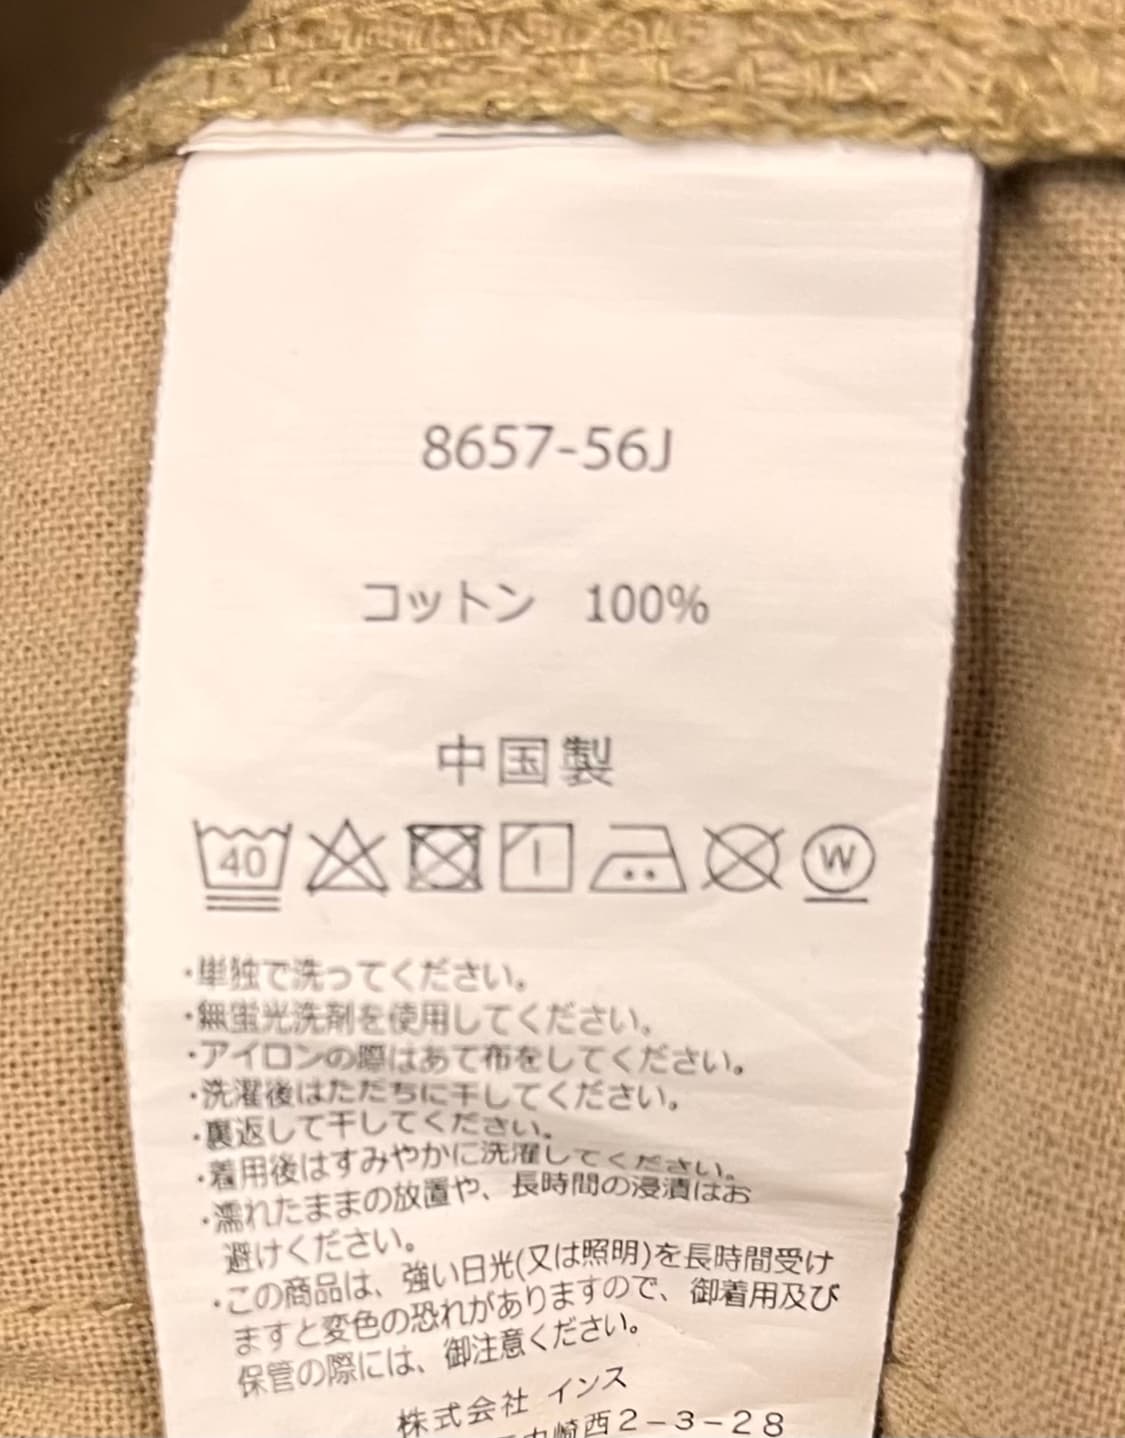 8657-56J
コットン 100%
中国製
40 W
・単独で洗ってください。
・無蛍光洗剤を使用してください。
・アイロンの際はあて布をしてください。
・洗濯後はただちに干してください。
・裏返して干してください。
・着用後はすみやかに洗濯してください。
・濡れたままの放置や、長時間の浸漬はお
避けください。
・この商品は、強い日光(又は照明)を長時間受け
ますと変色の恐れがありますので、御着用及び
保管の際には、御注意ください。
株式会社 インス
崎西2-3-28